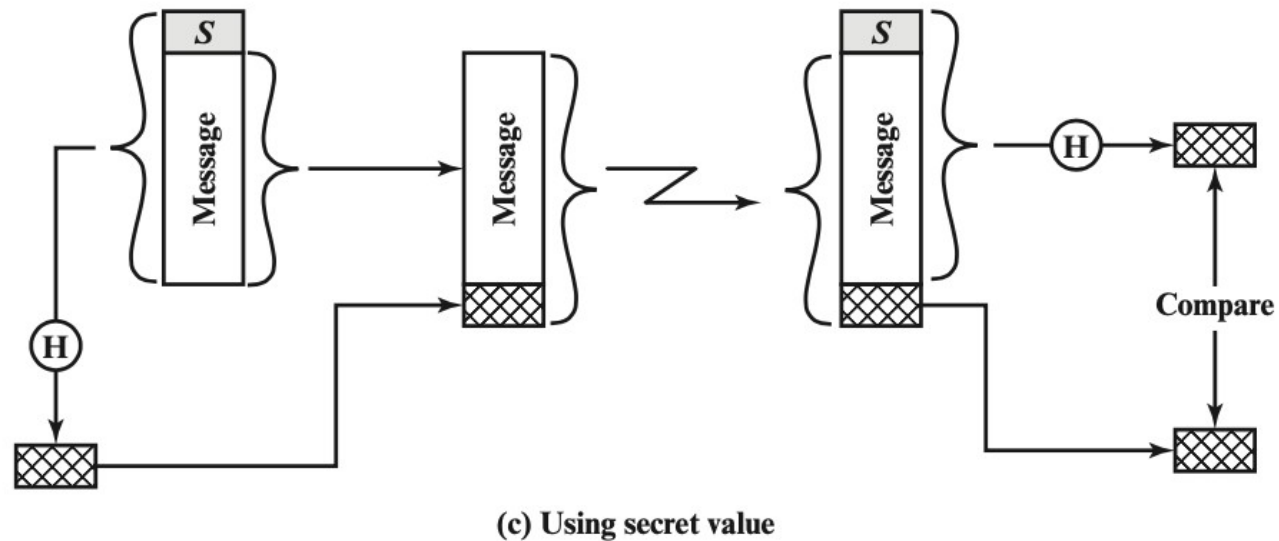 S
Message
H
Message
S
Message
H
Compare
(c) Using secret value